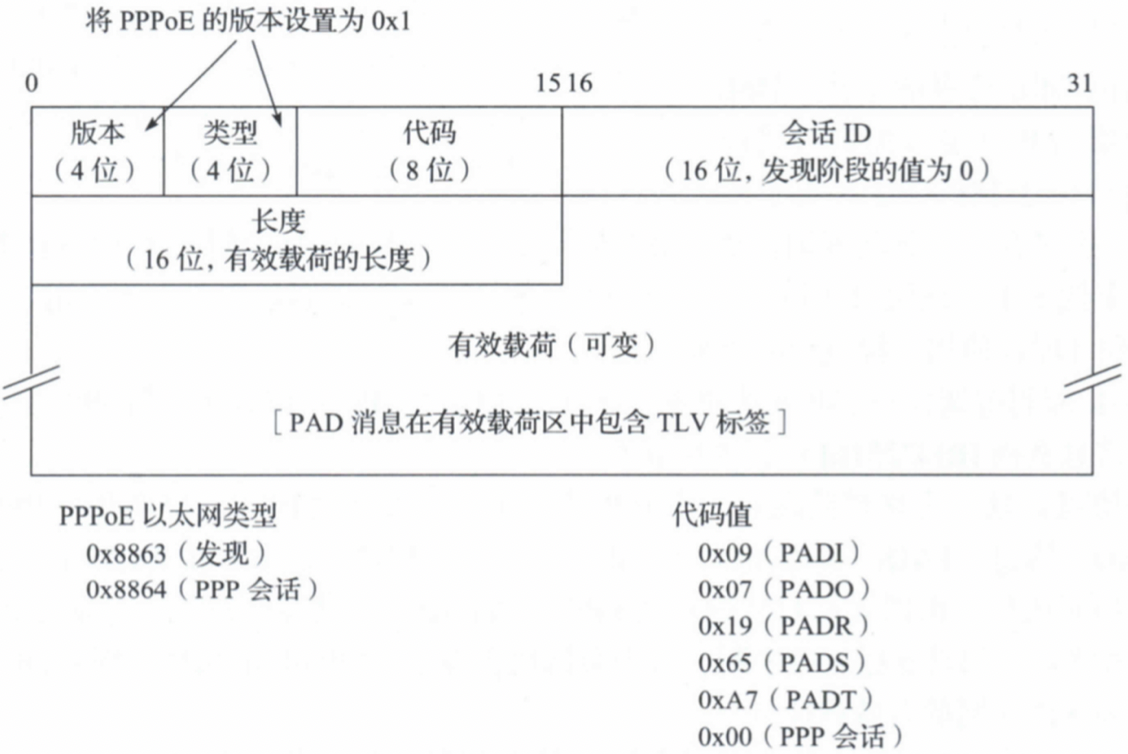 将 PPPoE 的版本设置为 0x1
0 15 16 31
版本 类型 代码 会话 ID
（4 位） （4 位） （8 位） （16 位, 发现阶段的值为 0）
长度
（16 位, 有效载荷的长度）
有效载荷（可变）
[ PAD 消息在有效载荷区中包含 TLV 标签 ]
PPPoE 以太网类型 代码值
0x8863（发现） 0x09（PADI）
0x8864（PPP 会话） 0x07（PADO）
0x19（PADR）
0x65（PADS）
0xA7（PADT）
0x00（PPP 会话）